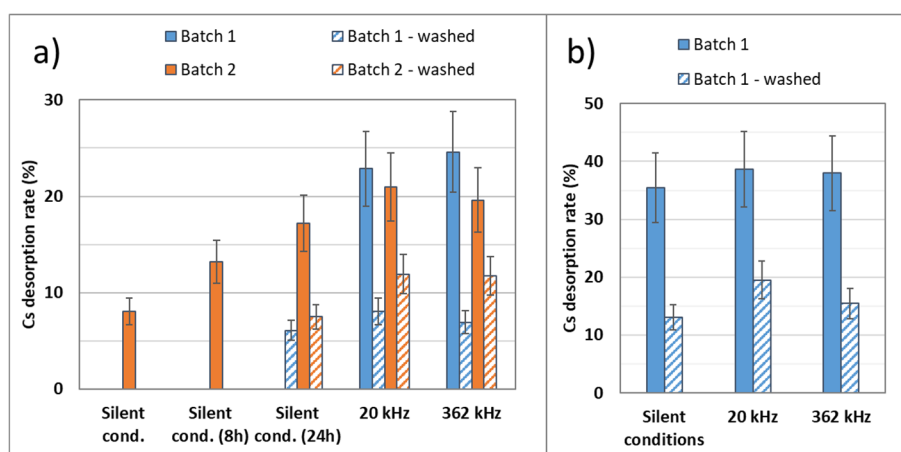 a)
Batch 1
Batch 1 - washed
Batch 2
Batch 2 - washed
Cs desorption rate (%)
30
20
10
0
Silent cond.
Silent cond. (8h)
Silent cond. (24h)
20 kHz
362 kHz
b)
Batch 1
Batch 1 - washed
Cs desorption rate (%)
50
40
30
20
10
0
Silent conditions
20 kHz
362 kHz